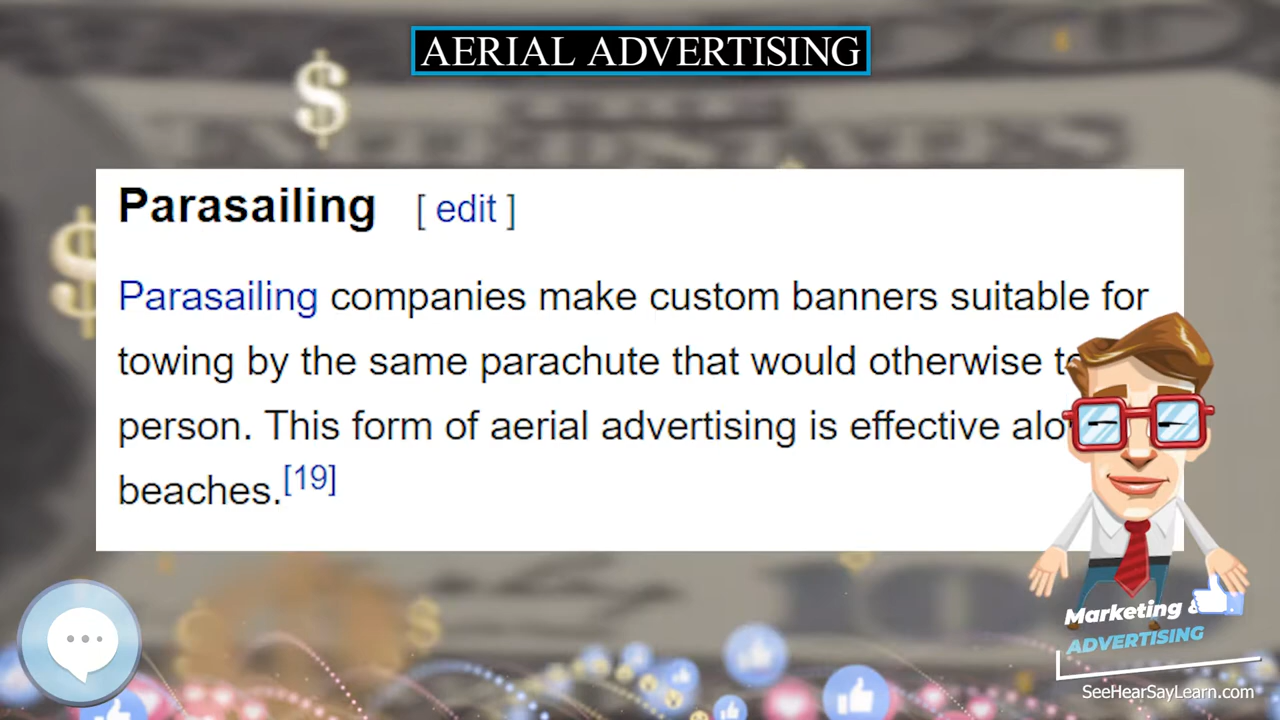 AERIAL ADVERTISING
Parasailing [ edit ]
Parasailing companies make custom banners suitable for
towing by the same parachute that would otherwise
person. This form of aerial advertising is effective
beaches.[19]
Marketing &
ADVERTISING
SeeHearSayLearn.com